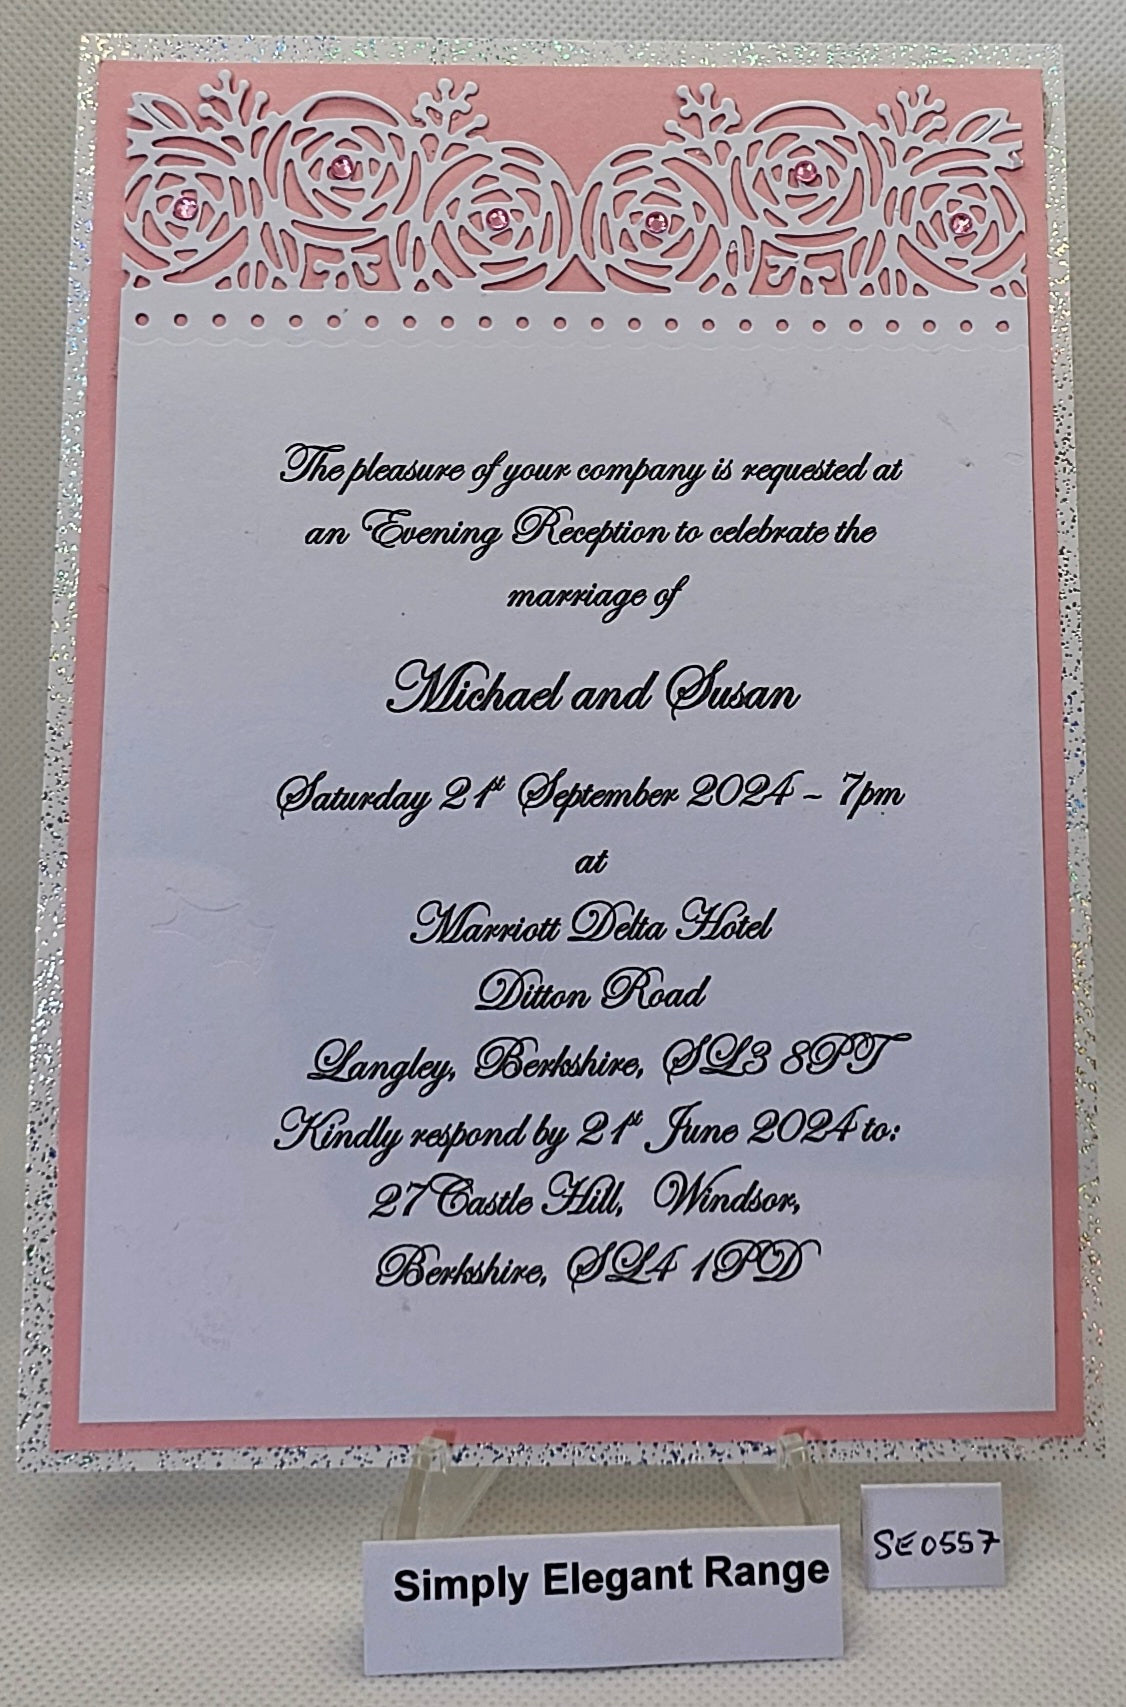 The pleasure of your company is requested at
an Evening Reception to celebrate the
marriage of
Michael and Susan
Saturday 21st September 2024 ~ 7pm
at
Marriott Delta Hotel
Ditton Road
Langley, Berkshire, SL3 8PT
Kindly respond by 21st June 2024 to:
27 Castle Hill, Windsor,
Berkshire, SL4 1PD
Simply Elegant Range
SE0557